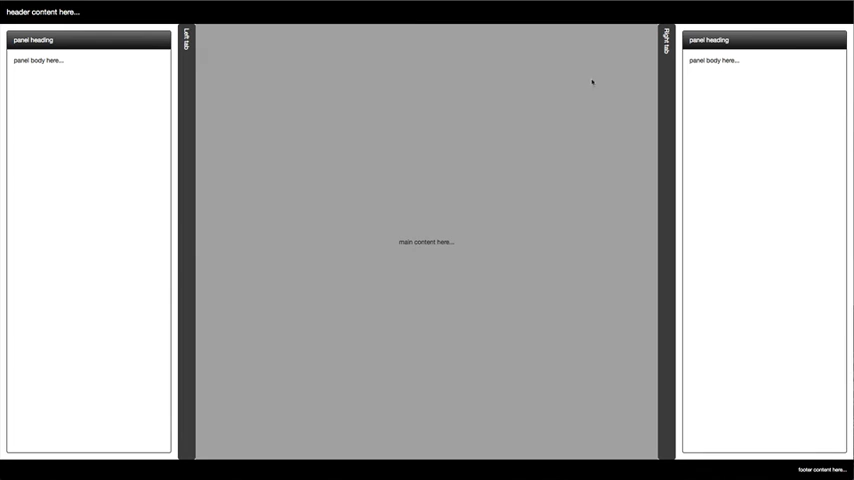 header content here...
panel heading
panel body here...
Left tab
main content here...
Right tab
panel heading
panel body here...
footer content here...